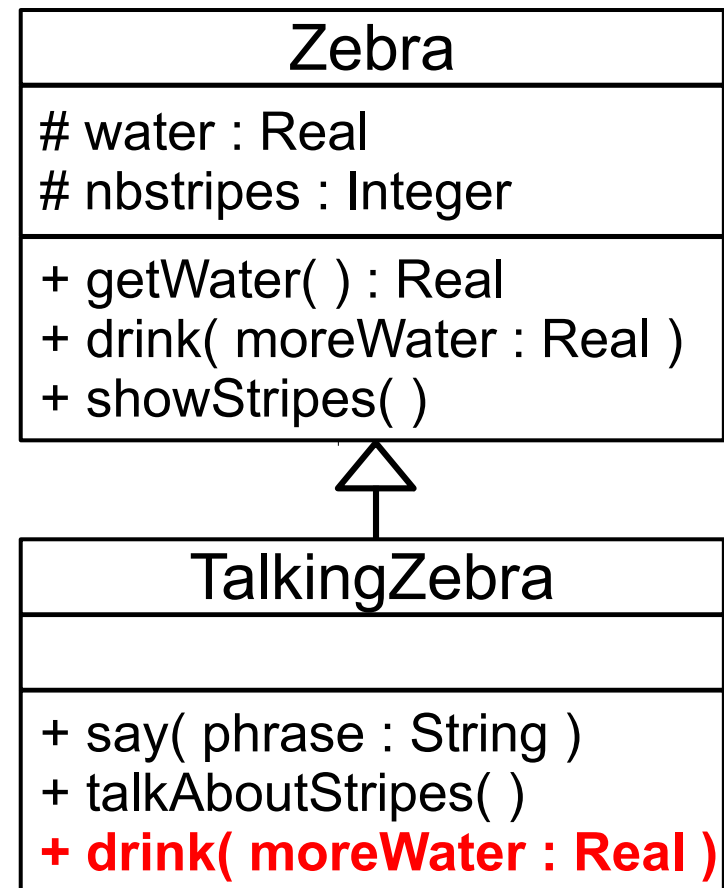 Zebra
# water : Real
# nbstripes : Integer
+ getWater( ) : Real
+ drink( moreWater : Real )
+ showStripes( )
TalkingZebra
+ say( phrase : String )
+ talkAboutStripes( )
+ drink( moreWater : Real )